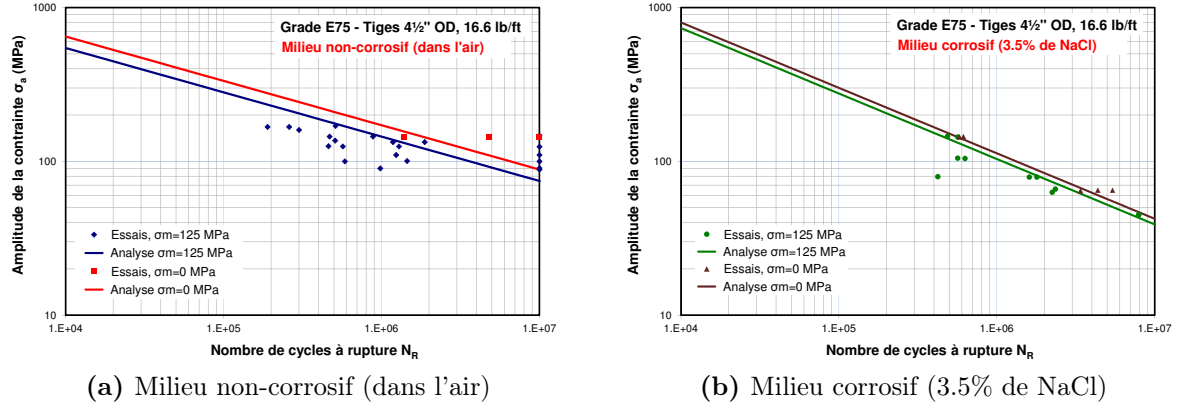 Grade E75 - Tiges 4½" OD, 16.6 lb/ft
Milieu non-corrosif (dans l'air)
Amplitude de la contrainte σa (MPa)
1000
100
10
Essais, σm=125 MPa
Analyse σm=125 MPa
Essais, σm=0 MPa
Analyse σm=0 MPa
1.E+04
1.E+05
1.E+06
1.E+07
Nombre de cycles à rupture NR
(a) Milieu non-corrosif (dans l'air)
Grade E75 - Tiges 4½" OD, 16.6 lb/ft
Milieu corrosif (3.5% de NaCl)
Amplitude de la contrainte σa (MPa)
1000
100
10
Essais, σm=125 MPa
Analyse σm=125 MPa
Essais, σm=0 MPa
Analyse σm=0 MPa
1.E+04
1.E+05
1.E+06
1.E+07
Nombre de cycles à rupture NR
(b) Milieu corrosif (3.5% de NaCl)